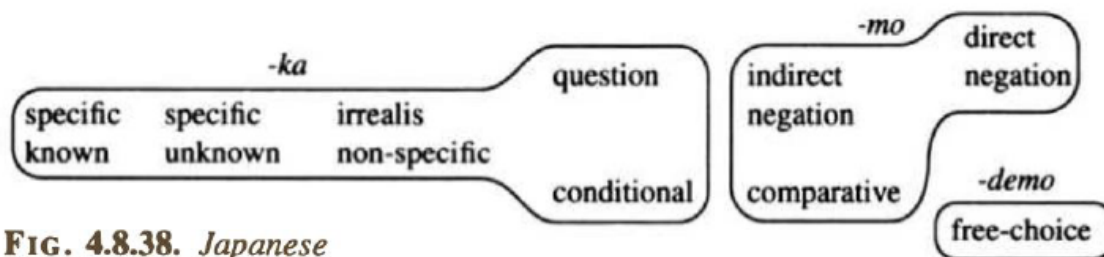 -ka
specific known
specific unknown
irrealis non-specific
question
conditional
-mo
indirect negation
direct negation
comparative
-demo
free-choice
FIG. 4.8.38. Japanese